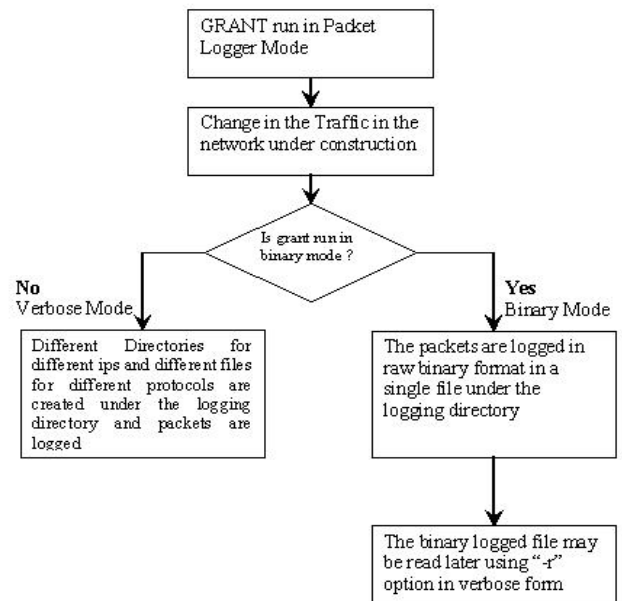 GRANT run in Packet
Logger Mode
Change in the Traffic in the
network under construction
Is grant run in
binary mode ?
No
Verbose Mode
Yes
Binary Mode
Different Directories for
different ips and different files
for different protocols are
created under the logging
directory and packets are
logged
The packets are logged in
raw binary format in a
single file under the
logging directory
The binary logged file may
be read later using “-r”
option in verbose form